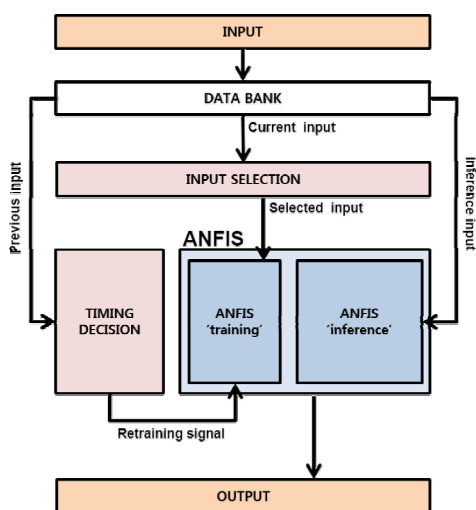 INPUT
DATA BANK
Current input
INPUT SELECTION
Previous input
Inference input
Selected input
ANFIS
TIMING
DECISION
ANFIS
‘training‘
ANFIS
‘inference‘
Retraining signal
OUTPUT